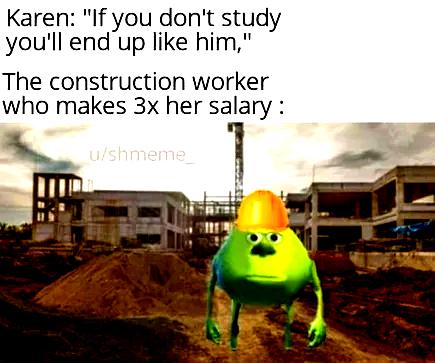 Karen: "If you don't study
you'll end up like him,"
The construction worker
who makes 3x her salary :
u/shmeme_